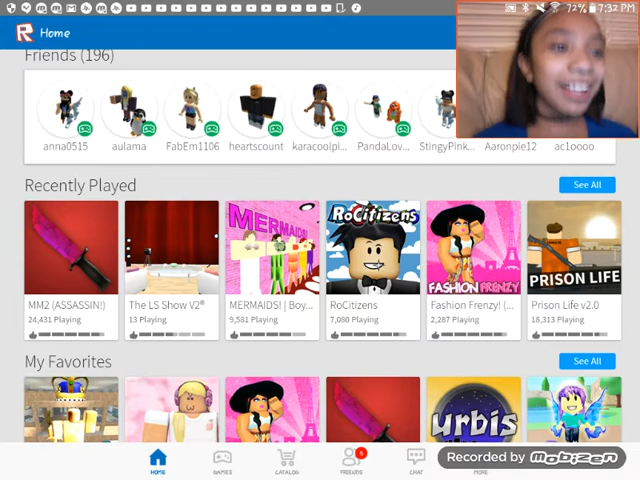 72% 7:32 PM
R Home
Friends (196)
anna0515 aulama FabEm1106 heartscount karacoolpi... PandaLov... StingyPink... Aaronpie12 ac1oooo
Recently Played See All
MERMAIDS!
RoCitizens
FASHION FRENZY
PRISON LIFE
MM2 (ASSASSIN!) The LS Show V2® MERMAIDS! | Boy... RoCitizens Fashion Frenzy! (... Prison Life v2.0
24,431 Playing 13 Playing 9,581 Playing 7,080 Playing 2,287 Playing 18,313 Playing
My Favorites See All
urbis
5
HOME GAMES CATALOG FRIENDS CHAT MORE
Recorded by Mobizen